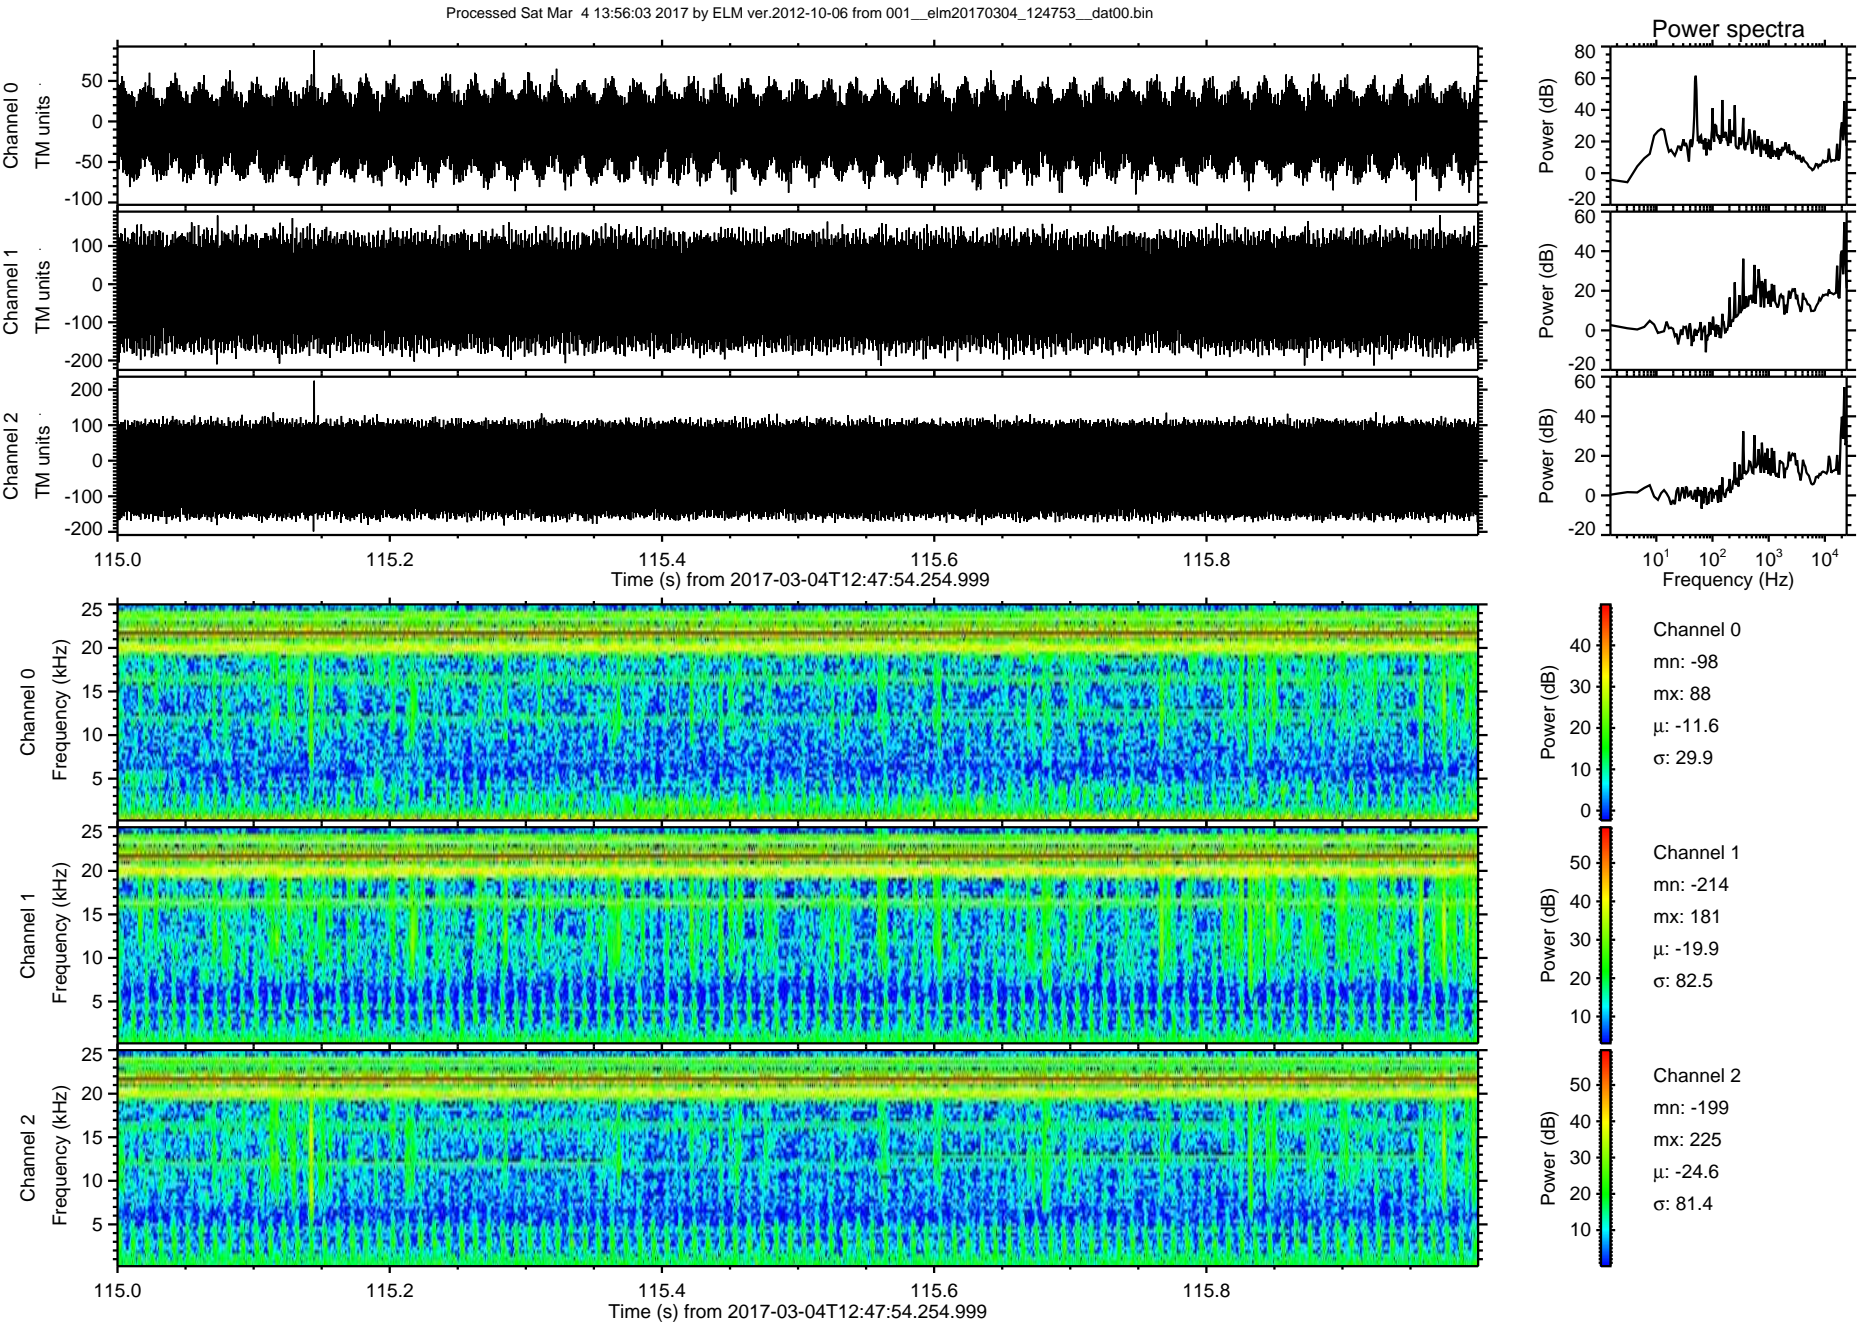 Processed Sat Mar  4 13:56:03 2017 by ELM ver.2012-10-06 from 001__elm20170304_124753__dat00.bin
Power spectra
Channel 0
TM units
50
0
-50
-100
Power (dB)
80
60
40
20
0
-20
Channel 1
TM units
100
0
-100
-200
Power (dB)
60
40
20
0
-20
Channel 2
TM units
200
100
0
-100
-200
Power (dB)
60
40
20
0
-20
115.0 115.2 115.4 115.6 115.8
Time (s) from 2017-03-04T12:47:54.254.999
10^1 10^2 10^3 10^4
Frequency (Hz)
Channel 0
Frequency (kHz)
25
20
15
10
5
Power (dB)
40
30
20
10
0
Channel 0
mn: -98
mx: 88
μ: -11.6
σ: 29.9
Channel 1
Frequency (kHz)
25
20
15
10
5
Power (dB)
50
40
30
20
10
Channel 1
mn: -214
mx: 181
μ: -19.9
σ: 82.5
Channel 2
Frequency (kHz)
25
20
15
10
5
Power (dB)
50
40
30
20
10
Channel 2
mn: -199
mx: 225
μ: -24.6
σ: 81.4
115.0 115.2 115.4 115.6 115.8
Time (s) from 2017-03-04T12:47:54.254.999